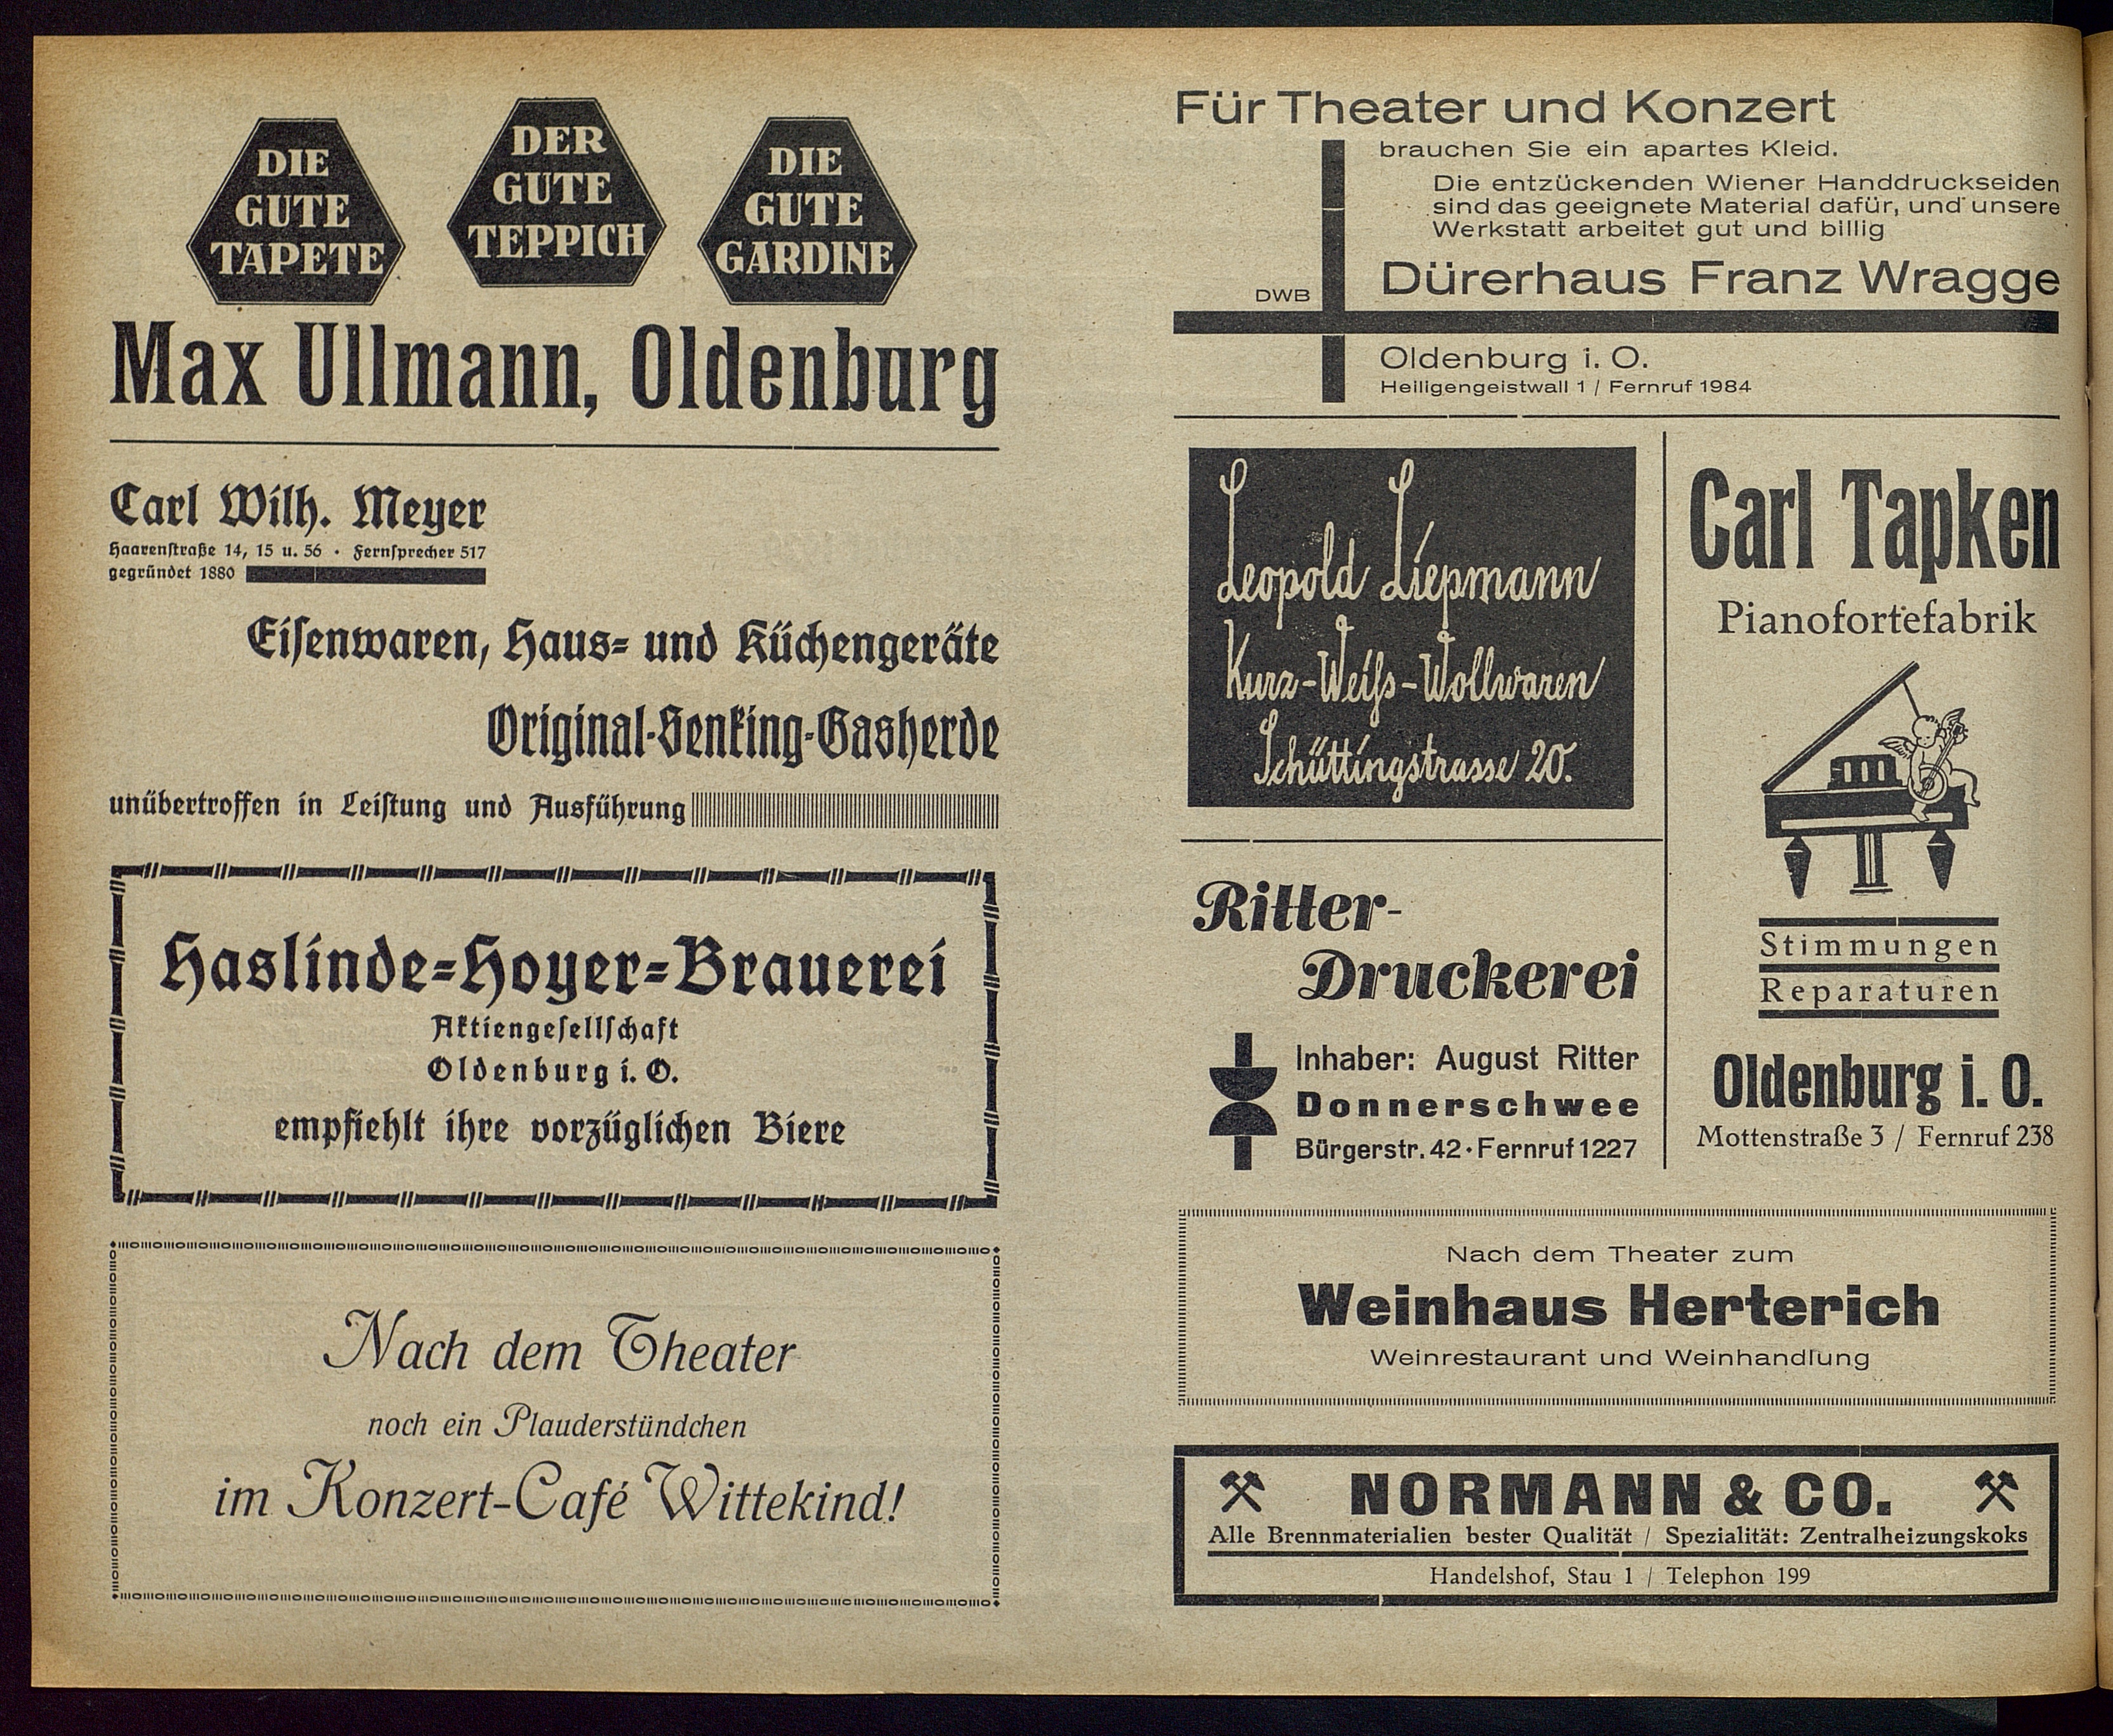 DIE
GUTE
TAPETE
DER
GUTE
TEPPICH
DIE
GUTE
GARDINE
Max Ullmann, Oldenburg
Carl Wilh. Meyer
Haarenstraße 14, 15 u. 56 · Fernsprecher 517
gegründet 1880
Eisenwaren, Haus- und Küchengeräte
Original-Senking-Gasherde
unübertroffen in Leistung und Ausführung
Haslinde-Hoyer-Brauerei
Aktiengesellschaft
Oldenburg i. O.
empfiehlt ihre vorzüglichen Biere
Nach dem Theater
noch ein Plauderstündchen
im Konzert-Café Wittekind!
Für Theater und Konzert
brauchen Sie ein apartes Kleid.
Die entzückenden Wiener Handdruckseiden
sind das geeignete Material dafür, und unsere
Werkstatt arbeitet gut und billig
DWB
Dürerhaus Franz Wragge
Oldenburg i. O.
Heiligengeistwall 1 / Fernruf 1984
Leopold Liepmann
Kurz-Weiß-Wollwaren
Schüttingstrasse 20.
Ritter-
Druckerei
Inhaber: August Ritter
Donnerschwee
Bürgerstr. 42 · Fernruf 1227
Carl Tapken
Pianofortefabrik
Stimmungen
Reparaturen
Oldenburg i. O.
Mottenstraße 3 / Fernruf 238
Nach dem Theater zum
Weinhaus Herterich
Weinrestaurant und Weinhandlung
NORMANN & CO.
Alle Brennmaterialien bester Qualität / Spezialität: Zentralheizungskoks
Handelshof, Stau 1 / Telephon 199